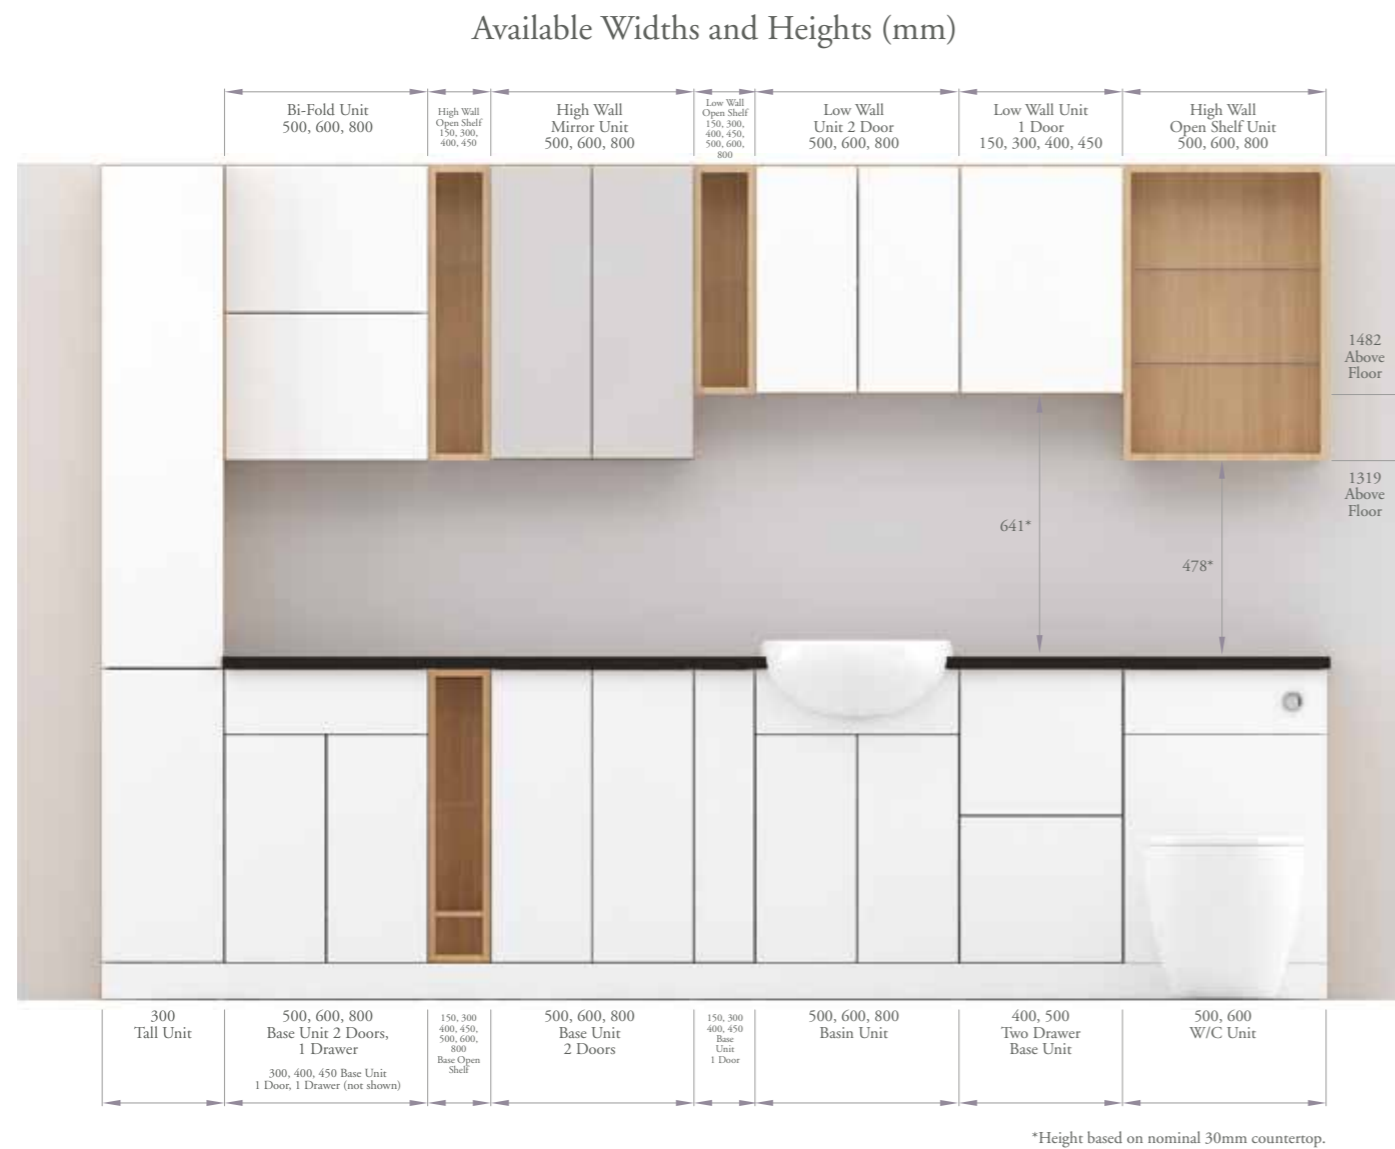 Available Widths and Heights (mm)
Bi-Fold Unit
500, 600, 800
High Wall
Open Shelf
150, 300,
400, 450
High Wall
Mirror Unit
500, 600, 800
Low Wall
Open Shelf
150, 300,
400, 450,
500, 600,
800
Low Wall
Unit 2 Door
500, 600, 800
Low Wall Unit
1 Door
150, 300, 400, 450
High Wall
Open Shelf Unit
500, 600, 800
1482
Above
Floor
1319
Above
Floor
641*
478*
300
Tall Unit
500, 600, 800
Base Unit 2 Doors,
1 Drawer
300, 400, 450 Base Unit
1 Door, 1 Drawer (not shown)
150, 300
400, 450,
500, 600,
800
Base Open
Shelf
500, 600, 800
Base Unit
2 Doors
150, 300
400, 450
Base
Unit
1 Door
500, 600, 800
Basin Unit
400, 500
Two Drawer
Base Unit
500, 600
W/C Unit
*Height based on nominal 30mm countertop.